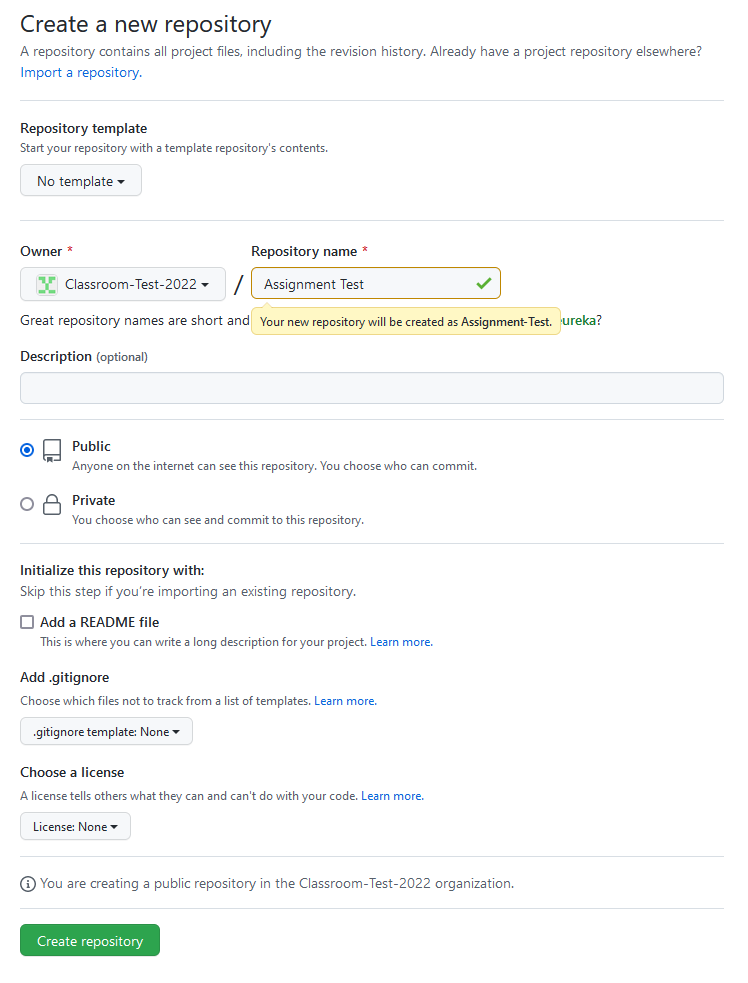 Create a new repository
A repository contains all project files, including the revision history. Already have a project repository elsewhere?
Import a repository.
Repository template
Start your repository with a template repository's contents.
No template
Owner *
Repository name *
Classroom-Test-2022
/
Assignment Test
Great repository names are short and
Your new repository will be created as Assignment-Test.
eureka?
Description (optional)
Public
Anyone on the internet can see this repository. You choose who can commit.
Private
You choose who can see and commit to this repository.
Initialize this repository with:
Skip this step if you're importing an existing repository.
Add a README file
This is where you can write a long description for your project. Learn more.
Add .gitignore
Choose which files not to track from a list of templates. Learn more.
.gitignore template: None
Choose a license
A license tells others what they can and can't do with your code. Learn more.
License: None
You are creating a public repository in the Classroom-Test-2022 organization.
Create repository